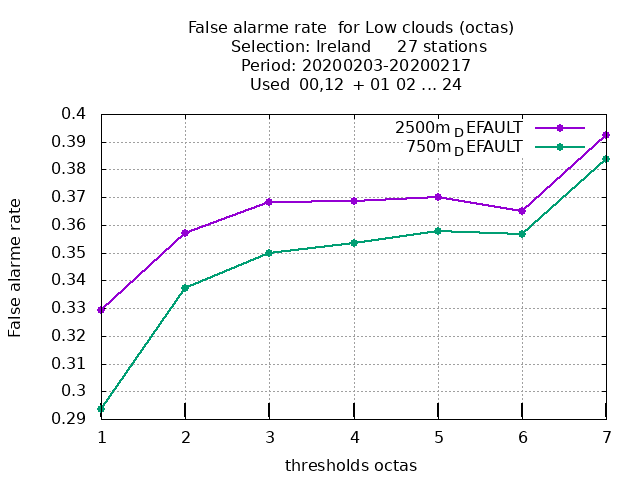 False alarme rate  for Low clouds (octas)
Selection: Ireland     27 stations
Period: 20200203-20200217
Used  00,12  + 01 02 ... 24
2500m_DEFAULT
750m_DEFAULT
0.4
0.39
0.38
0.37
0.36
0.35
0.34
0.33
0.32
0.31
0.3
0.29
False alarme rate
1 2 3 4 5 6 7
thresholds octas